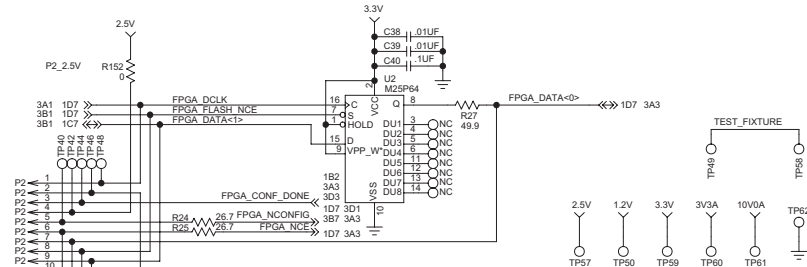 3.3V
2.5V
C38 .01UF
C39 .01UF
C40 .1UF
P2_2.5V
R152
0
U2
M25P64
2
VCC
3A1 1D7 FPGA_DCLK 16 C Q 8 FPGA_DATA<0> 1D7 3A3
3B1 1D7 FPGA_FLASH_NCE 7 S
3B1 1C7 FPGA_DATA<1> 1 HOLD
R27
49.9
15 D
9 VPP_W*
DU1 3 NC
DU2 4 NC
DU3 5 NC
DU4 6 NC
DU5 11 NC
DU6 12 NC
DU7 13 NC
DU8 14 NC
VSS
10
TEST_FIXTURE
TP49
TP58
TP40
TP42
TP44
TP46
TP48
1B2
3A3
3D3
P2 1
P2 2
P2 3 FPGA_CONF_DONE
1D7 3D1
P2 4
P2 5 R24 26.7 FPGA_NCONFIG 3B7 3A3
P2 6 R25 26.7 FPGA_NCE 1D7 3A3
P2 7
P2 8
P2 9
10
2.5V
1.2V
3.3V
3V3A
10V0A
TP62
TP57
TP50
TP59
TP60
TP61